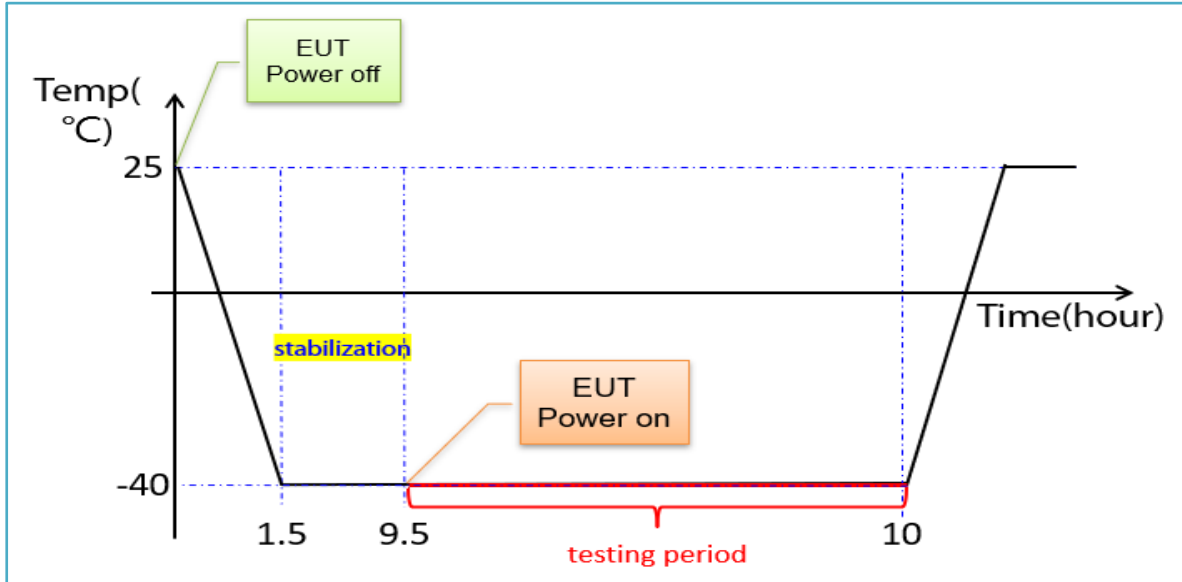 EUT
Power off
Temp(
°C)
25
Time(hour)
stabilization
EUT
Power on
-40
1.5
9.5
10
testing period